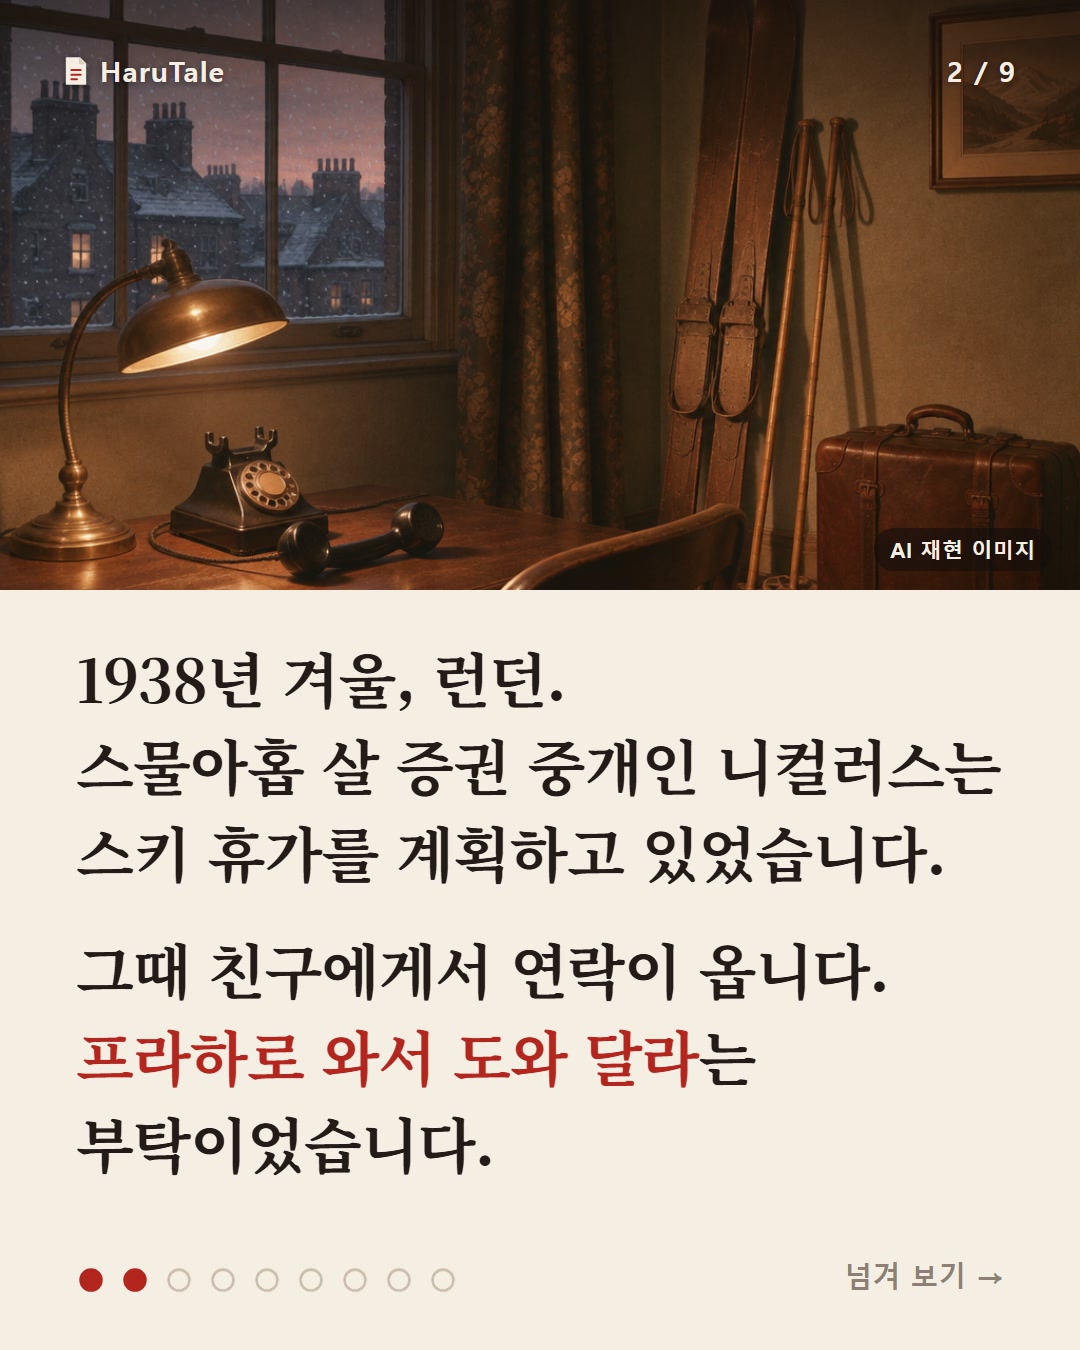 HaruTale
2 / 9
AI 재현 이미지
1938년 겨울, 런던.
스물아홉 살 증권 중개인 니컬러스는
스키 휴가를 계획하고 있었습니다.
그때 친구에게서 연락이 옵니다.
프라하로 와서 도와 달라는
부탁이었습니다.
넘겨 보기 →